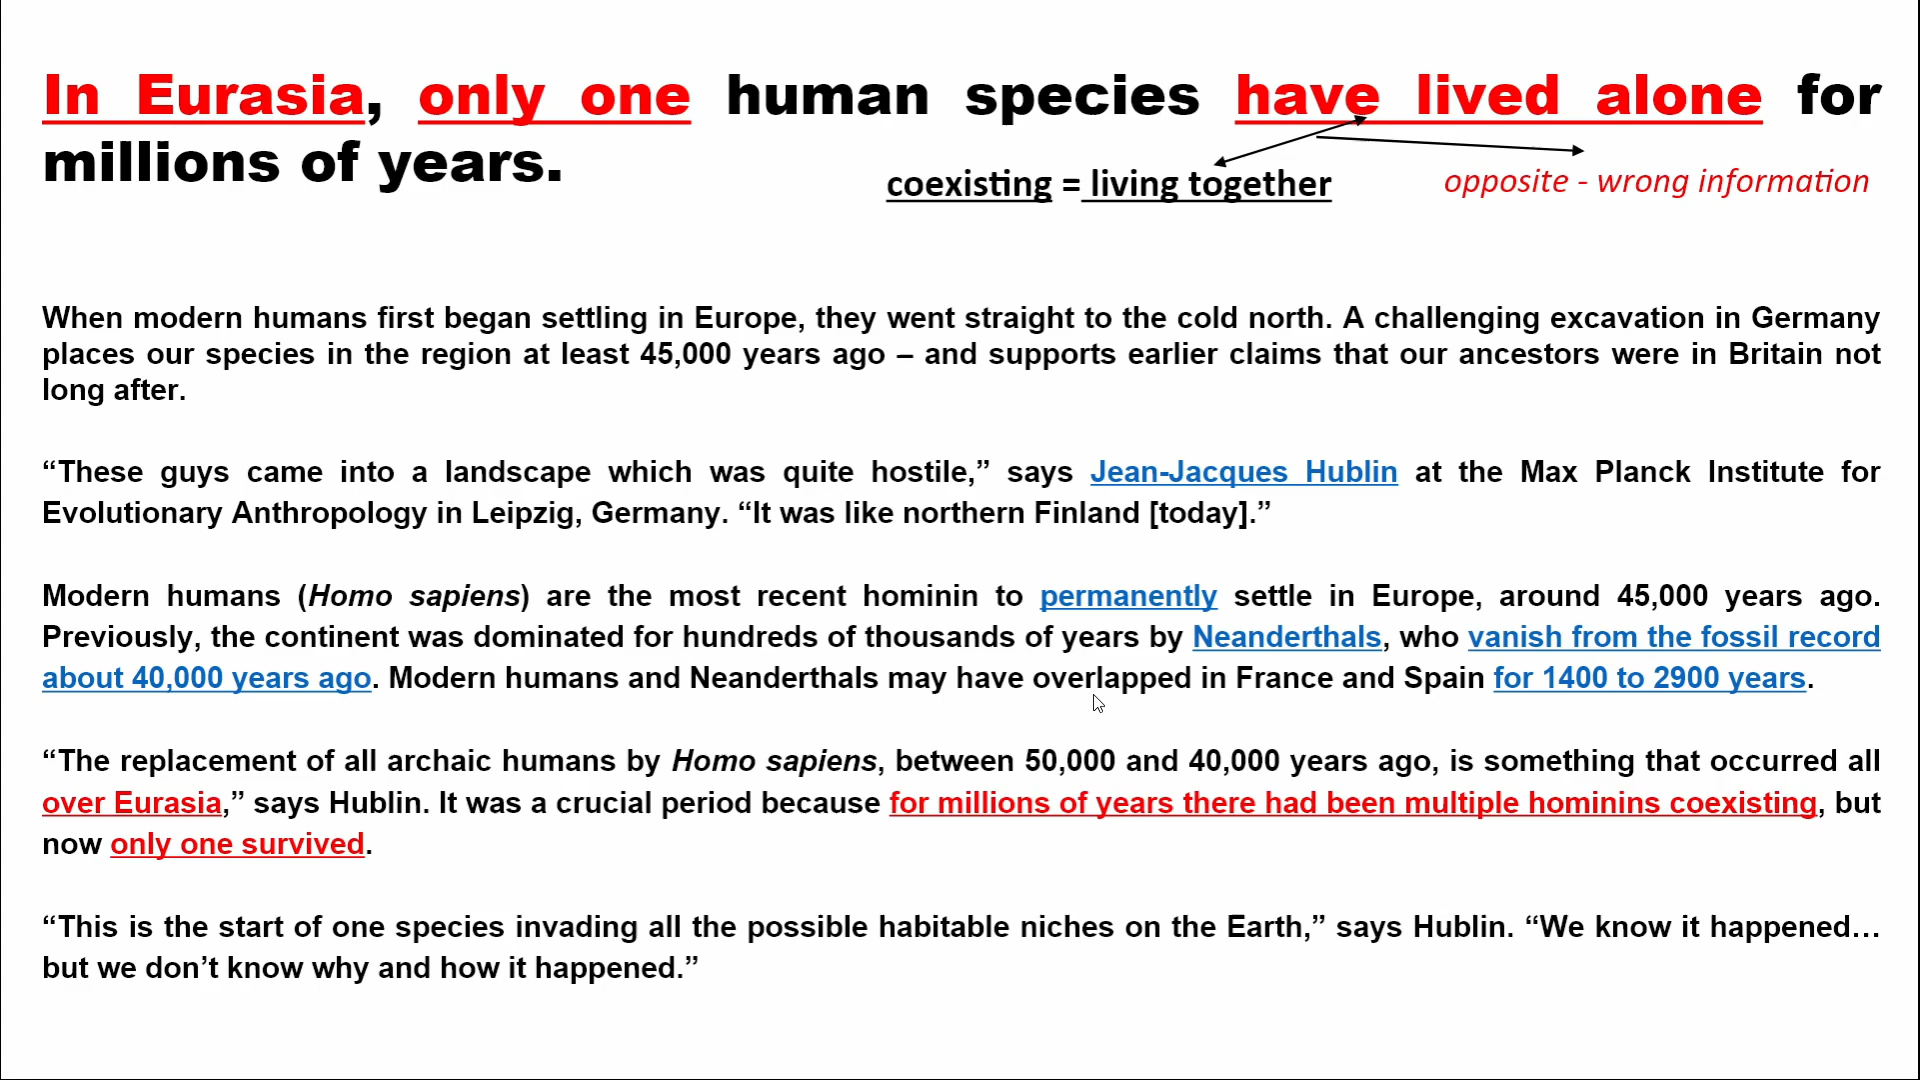 In Eurasia, only one human species have lived alone for
millions of years.
coexisting = living together
opposite - wrong information
When modern humans first began settling in Europe, they went straight to the cold north. A challenging excavation in Germany
places our species in the region at least 45,000 years ago – and supports earlier claims that our ancestors were in Britain not
long after.
“These guys came into a landscape which was quite hostile,” says Jean-Jacques Hublin at the Max Planck Institute for
Evolutionary Anthropology in Leipzig, Germany. “It was like northern Finland [today].”
Modern humans (Homo sapiens) are the most recent hominin to permanently settle in Europe, around 45,000 years ago.
Previously, the continent was dominated for hundreds of thousands of years by Neanderthals, who vanish from the fossil record
about 40,000 years ago. Modern humans and Neanderthals may have overlapped in France and Spain for 1400 to 2900 years.
“The replacement of all archaic humans by Homo sapiens, between 50,000 and 40,000 years ago, is something that occurred all
over Eurasia,” says Hublin. It was a crucial period because for millions of years there had been multiple hominins coexisting, but
now only one survived.
“This is the start of one species invading all the possible habitable niches on the Earth,” says Hublin. “We know it happened…
but we don’t know why and how it happened.”